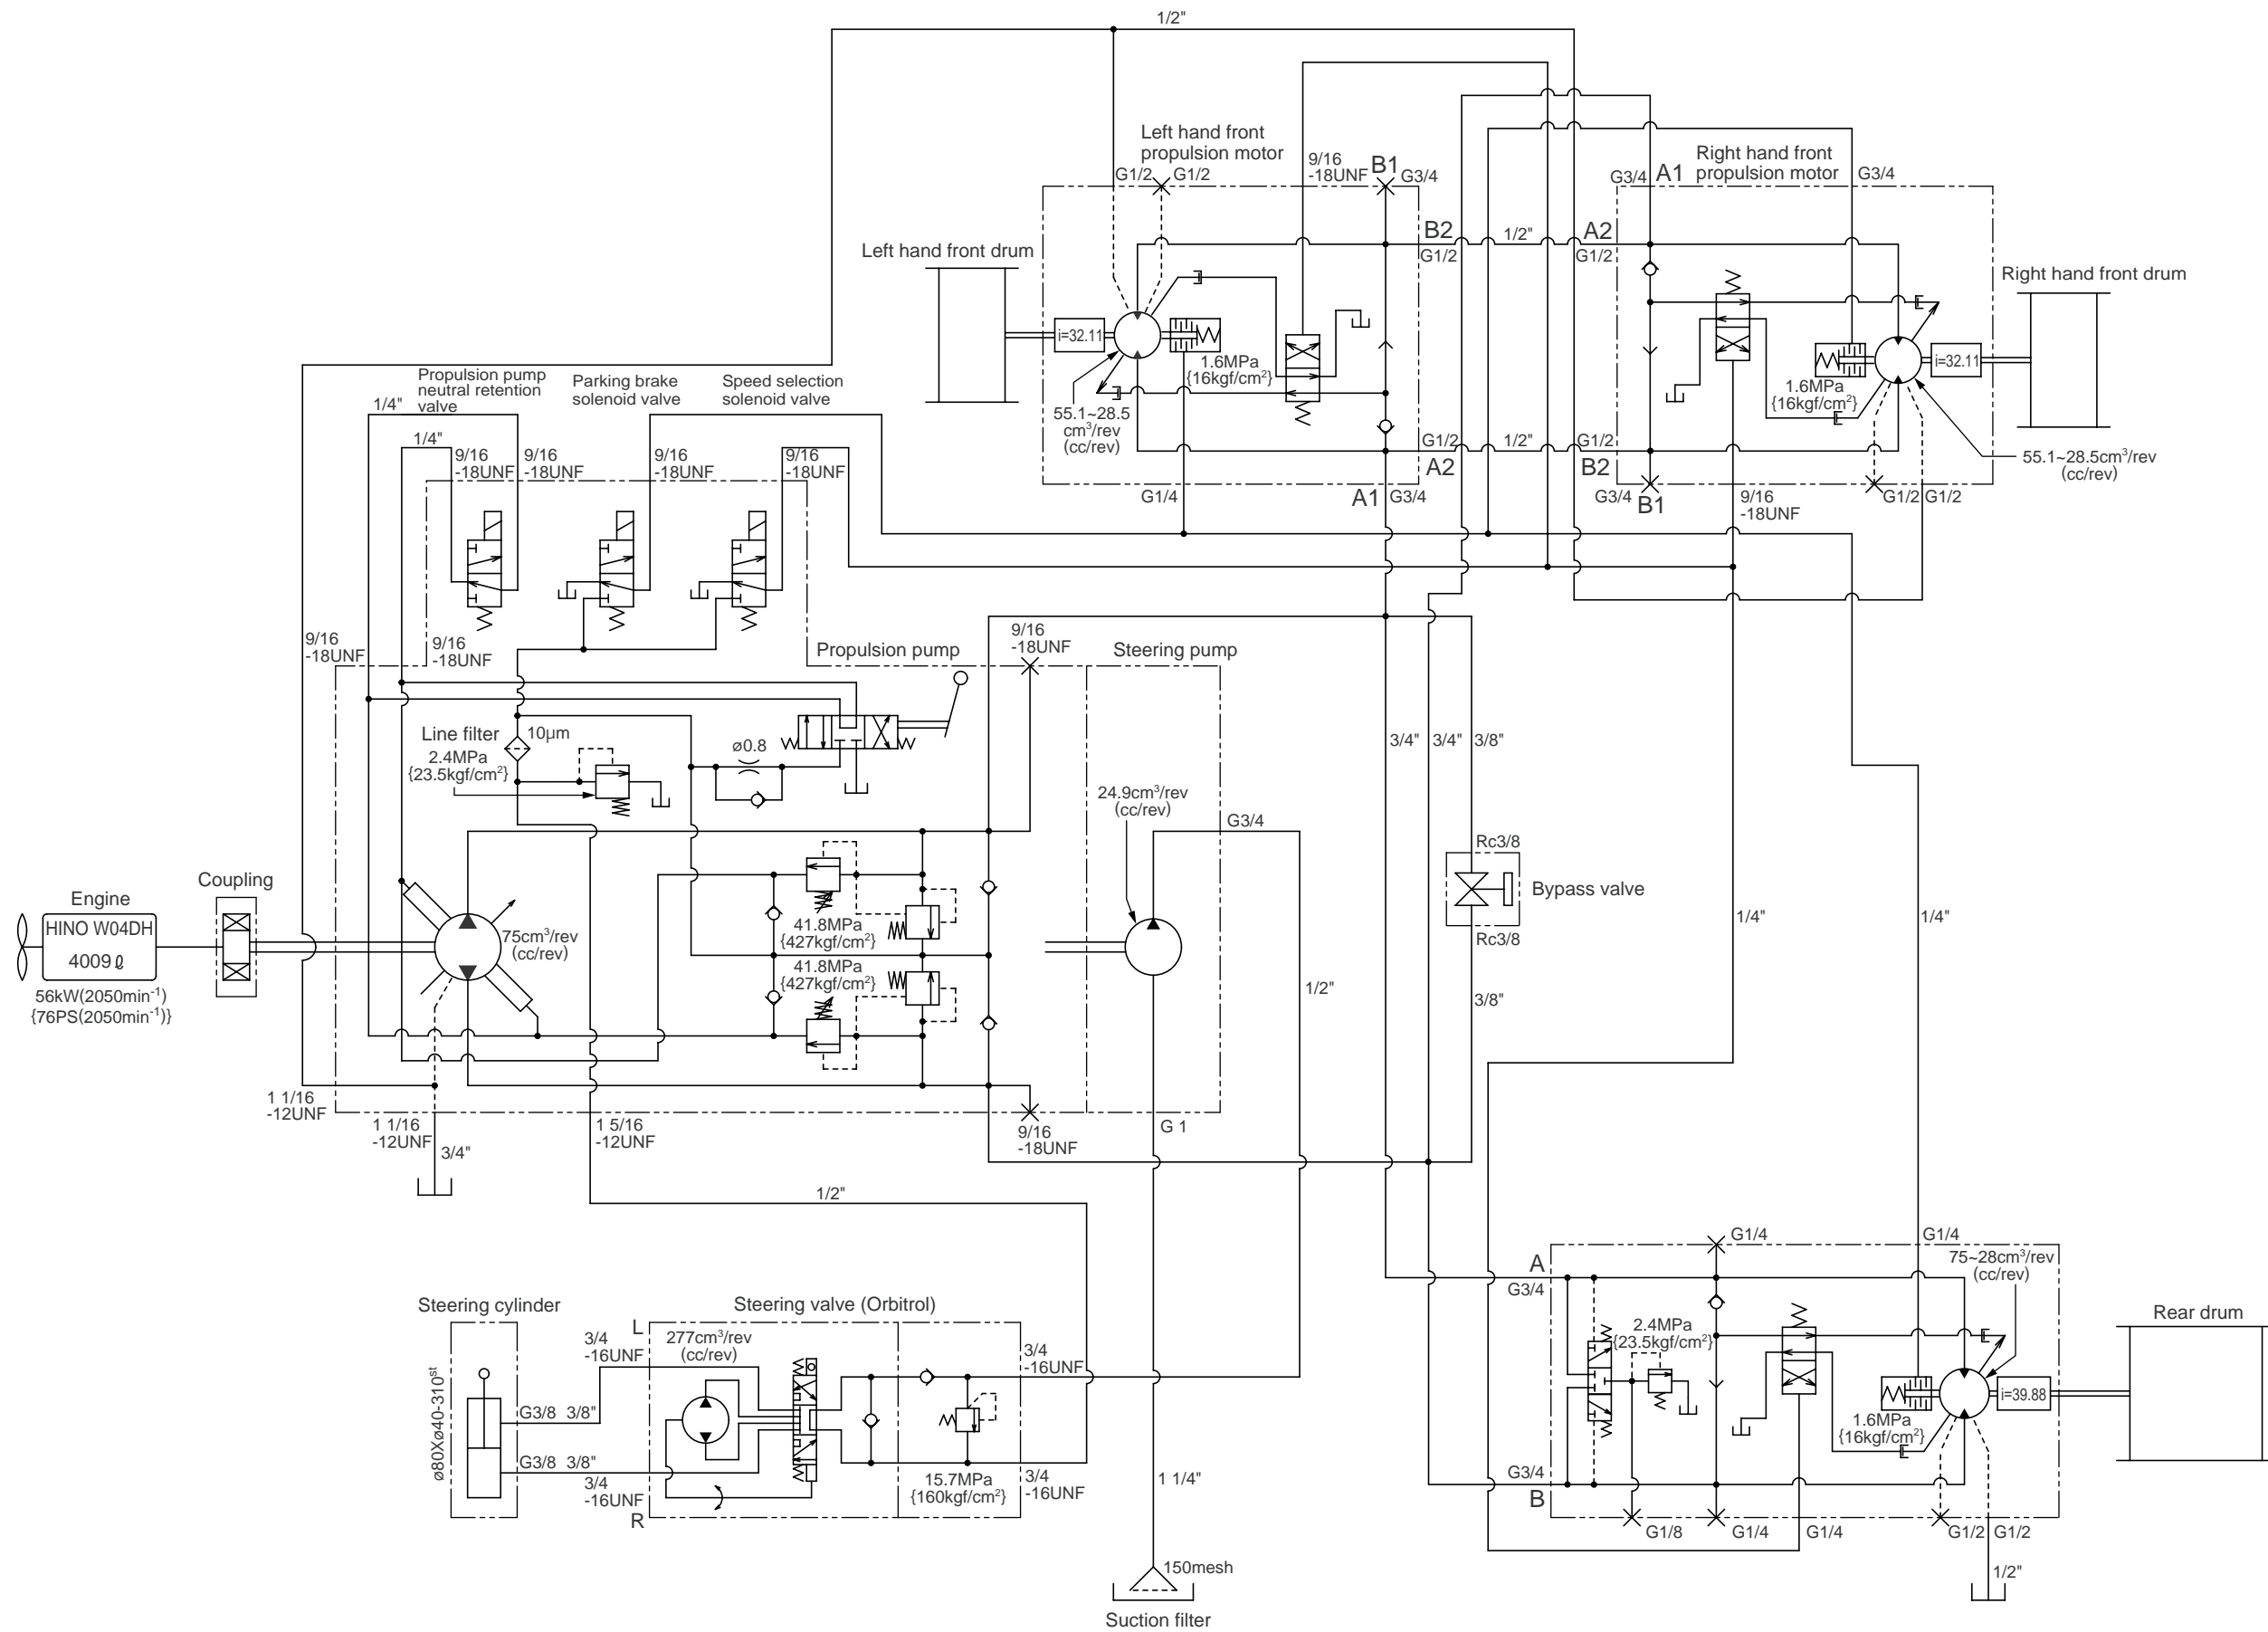 1/2"
Left hand front
propulsion motor
9/16
-18UNF
B1
G3/4
G1/2
G1/2
Right hand front
propulsion motor
G3/4
A1
G3/4
B2
G1/2
1/2"
A2
G1/2
Left hand front drum
Right hand front drum
i=32.11
1.6MPa
{16kgf/cm²}
55.1~28.5
cm³/rev
(cc/rev)
i=32.11
1.6MPa
{16kgf/cm²}
55.1~28.5cm³/rev
(cc/rev)
G1/2
A2
1/2"
G1/2
B2
G1/4
A1
G3/4
G3/4
B1
9/16
-18UNF
G1/2
G1/2
Propulsion pump
neutral retention
valve
Parking brake
solenoid valve
Speed selection
solenoid valve
1/4"
1/4"
9/16
-18UNF
9/16
-18UNF
9/16
-18UNF
9/16
-18UNF
9/16
-18UNF
9/16
-18UNF
Propulsion pump
9/16
-18UNF
Steering pump
Line filter
10µm
2.4MPa
{23.5kgf/cm²}
ø0.8
3/4"
3/4"
3/8"
24.9cm³/rev
(cc/rev)
G3/4
Rc3/8
Bypass valve
Rc3/8
1/4"
1/4"
Engine
HINO W04DH
4009ℓ
56kW(2050min⁻¹)
{76PS(2050min⁻¹)}
Coupling
75cm³/rev
(cc/rev)
41.8MPa
{427kgf/cm²}
41.8MPa
{427kgf/cm²}
1/2"
3/8"
1 1/16
-12UNF
1 1/16
-12UNF
3/4"
1 5/16
-12UNF
9/16
-18UNF
G 1
1/2"
Steering cylinder
ø80Xø40-310ˢᵗ
G3/8 3/8"
G3/8 3/8"
3/4
-16UNF
3/4
-16UNF
Steering valve (Orbitrol)
L
277cm³/rev
(cc/rev)
R
15.7MPa
{160kgf/cm²}
3/4
-16UNF
3/4
-16UNF
1 1/4"
150mesh
Suction filter
G1/4
G1/4
A
G3/4
75~28cm³/rev
(cc/rev)
2.4MPa
{23.5kgf/cm²}
Rear drum
i=39.88
1.6MPa
{16kgf/cm²}
G3/4
B
G1/8
G1/4
G1/4
G1/2
G1/2
1/2"